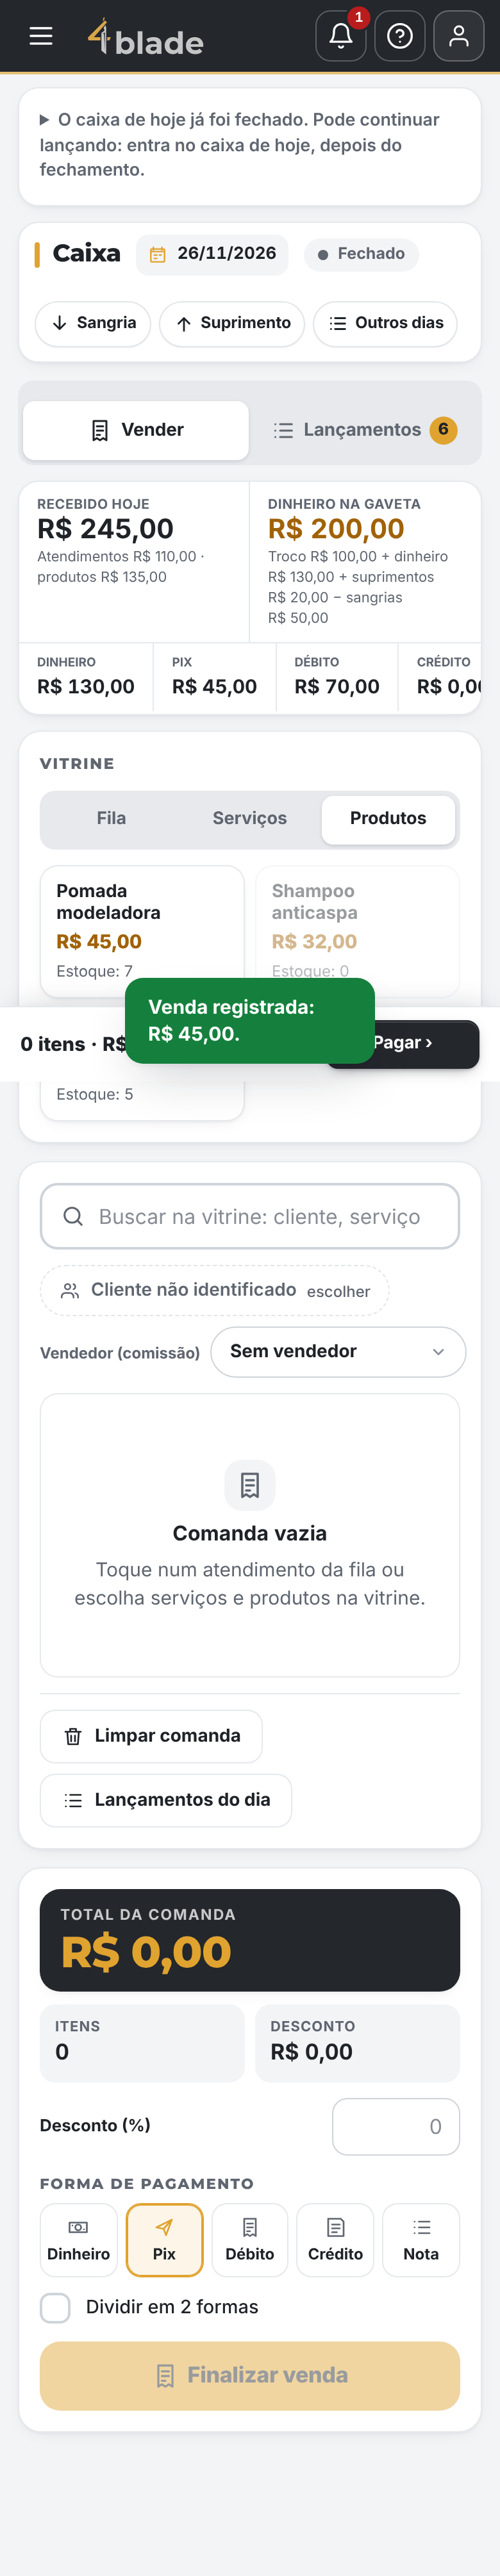 4blade
1
▶ O caixa de hoje já foi fechado. Pode continuar
lançando: entra no caixa de hoje, depois do
fechamento.
Caixa
26/11/2026
Fechado
Sangria
Suprimento
Outros dias
Vender
Lançamentos 6
RECEBIDO HOJE
R$ 245,00
Atendimentos R$ 110,00 ·
produtos R$ 135,00
DINHEIRO NA GAVETA
R$ 200,00
Troco R$ 100,00 + dinheiro
R$ 130,00 + suprimentos
R$ 20,00 − sangrias
R$ 50,00
DINHEIRO
R$ 130,00
PIX
R$ 45,00
DÉBITO
R$ 70,00
CRÉDITO
R$ 0,0
VITRINE
Fila
Serviços
Produtos
Pomada
modeladora
R$ 45,00
Estoque: 7
Shampoo
anticaspa
R$ 32,00
Estoque: 0
Venda registrada:
R$ 45,00.
0 itens · R$
Pagar ›
Estoque: 5
Buscar na vitrine: cliente, serviço
Cliente não identificado escolher
Vendedor (comissão)
Sem vendedor
Comanda vazia
Toque num atendimento da fila ou
escolha serviços e produtos na vitrine.
Limpar comanda
Lançamentos do dia
TOTAL DA COMANDA
R$ 0,00
ITENS
0
DESCONTO
R$ 0,00
Desconto (%)
0
FORMA DE PAGAMENTO
Dinheiro
Pix
Débito
Crédito
Nota
Dividir em 2 formas
Finalizar venda